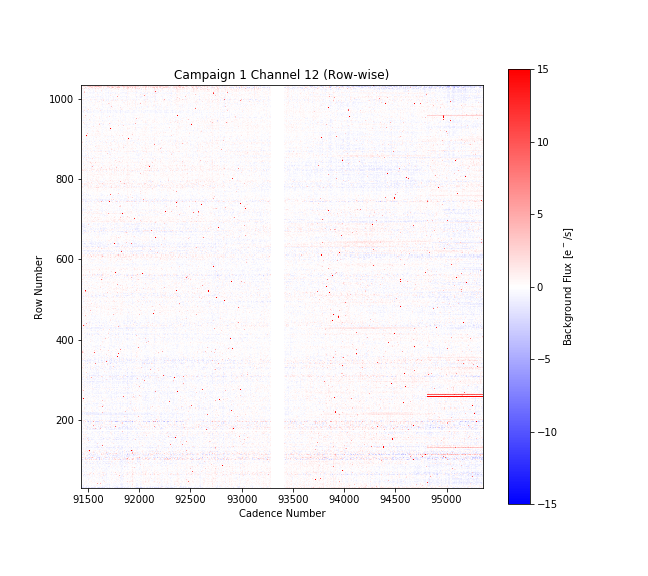 Campaign 1 Channel 12 (Row-wise)
1000
800
600
400
200
Row Number
91500 92000 92500 93000 93500 94000 94500 95000
Cadence Number
15
10
5
0
−5
−10
−15
Background Flux [e⁻/s]